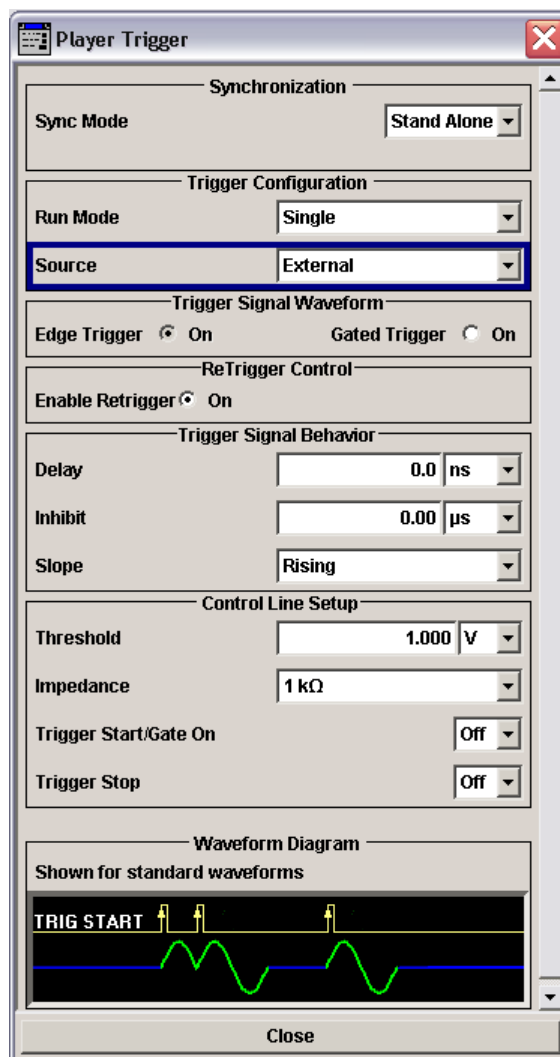 Player Trigger
Synchronization
Sync Mode Stand Alone
Trigger Configuration
Run Mode Single
Source External
Trigger Signal Waveform
Edge Trigger On Gated Trigger On
ReTrigger Control
Enable Retrigger On
Trigger Signal Behavior
Delay 0.0 ns
Inhibit 0.00 µs
Slope Rising
Control Line Setup
Threshold 1.000 V
Impedance 1 kΩ
Trigger Start/Gate On Off
Trigger Stop Off
Waveform Diagram
Shown for standard waveforms
TRIG START
Close